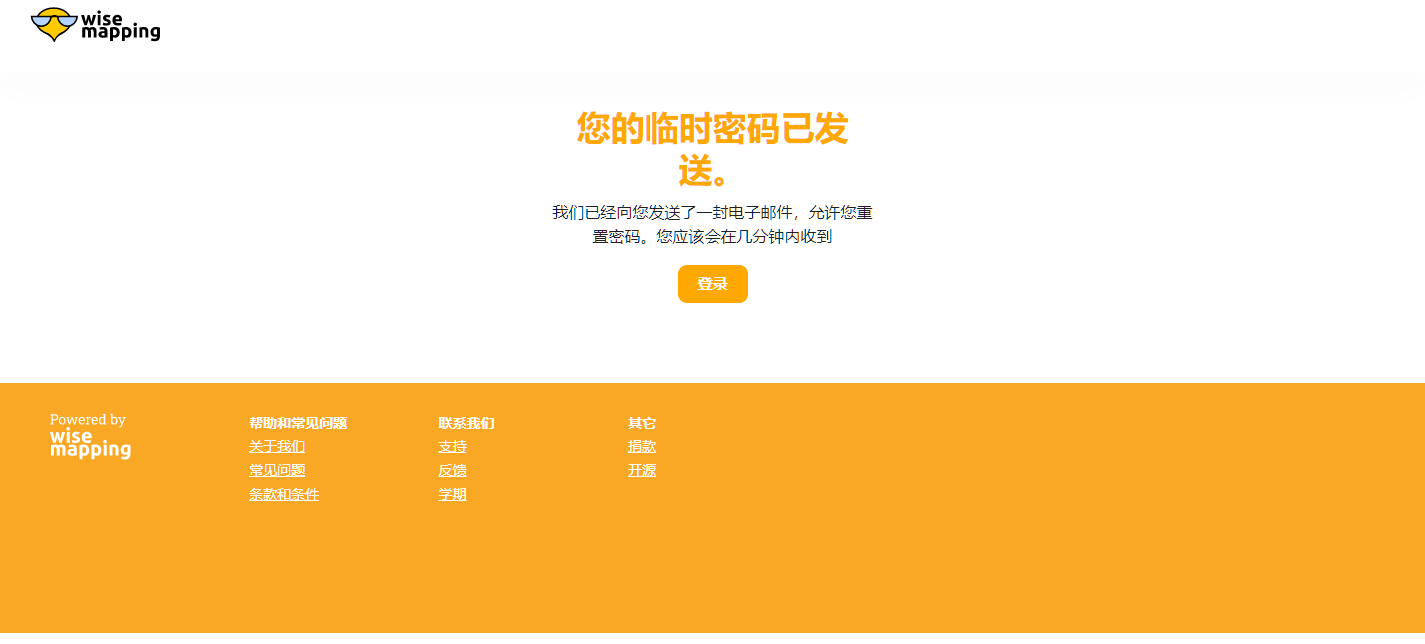 wise
mapping
您的临时密码已发
送。
我们已经向您发送了一封电子邮件，允许您重
置密码。您应该会在几分钟内收到
登录
Powered by
wise
mapping
帮助和常见问题
关于我们
常见问题
条款和条件
联系我们
支持
反馈
学期
其它
捐款
开源